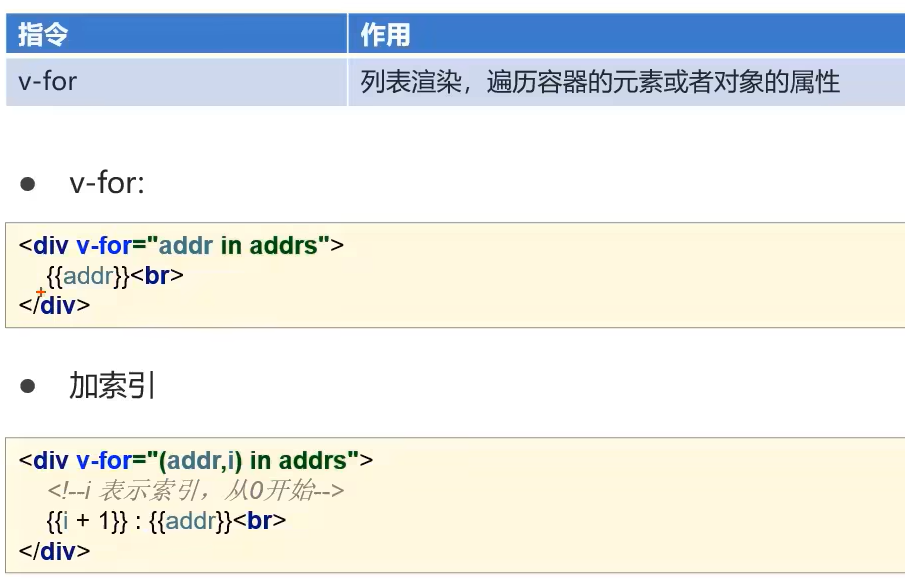 指令 作用
v-for 列表渲染，遍历容器的元素或者对象的属性
● v-for:
<div v-for="addr in addrs">
{{addr}}<br>
</div>
● 加索引
<div v-for="(addr,i) in addrs">
<!--i 表示索引，从0开始-->
{{i + 1}} : {{addr}}<br>
</div>